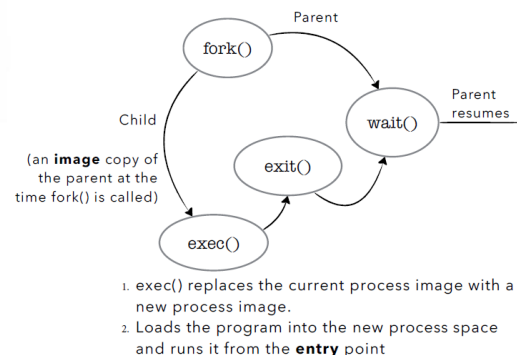 Parent
fork()
Parent
resumes
wait()
Child
(an image copy of
the parent at the
time fork() is called)
exit()
exec()
1. exec() replaces the current process image with a
new process image.
2. Loads the program into the new process space
and runs it from the entry point